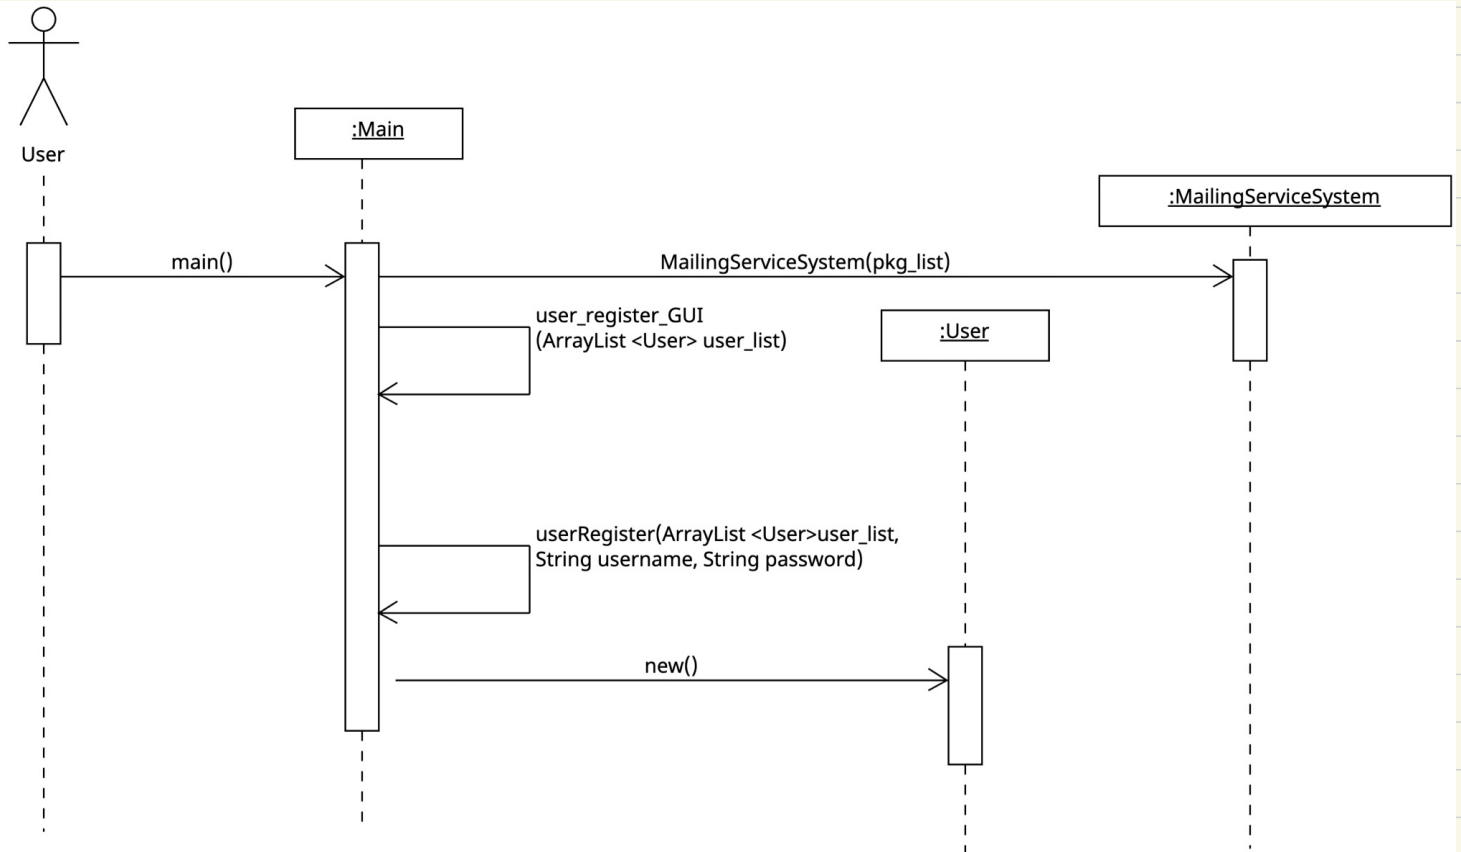 User
:Main
:MailingServiceSystem
main()
MailingServiceSystem(pkg_list)
user_register_GUI
(ArrayList <User> user_list)
:User
userRegister(ArrayList <User>user_list,
String username, String password)
new()